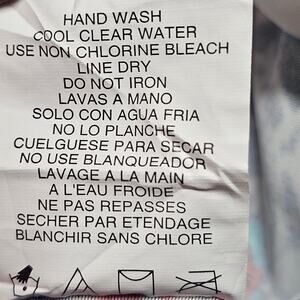 HAND WASH
COOL CLEAR WATER
USE NON CHLORINE BLEACH
LINE DRY
DO NOT IRON
LAVAS A MANO
SOLO CON AGUA FRIA
NO LO PLANCHE
CUELGUESE PARA SECAR
NO USE BLANQUEADOR
LAVAGE A LA MAIN
A L'EAU FROIDE
NE PAS REPASSES
SECHER PAR ETENDAGE
BLANCHIR SANS CHLORE